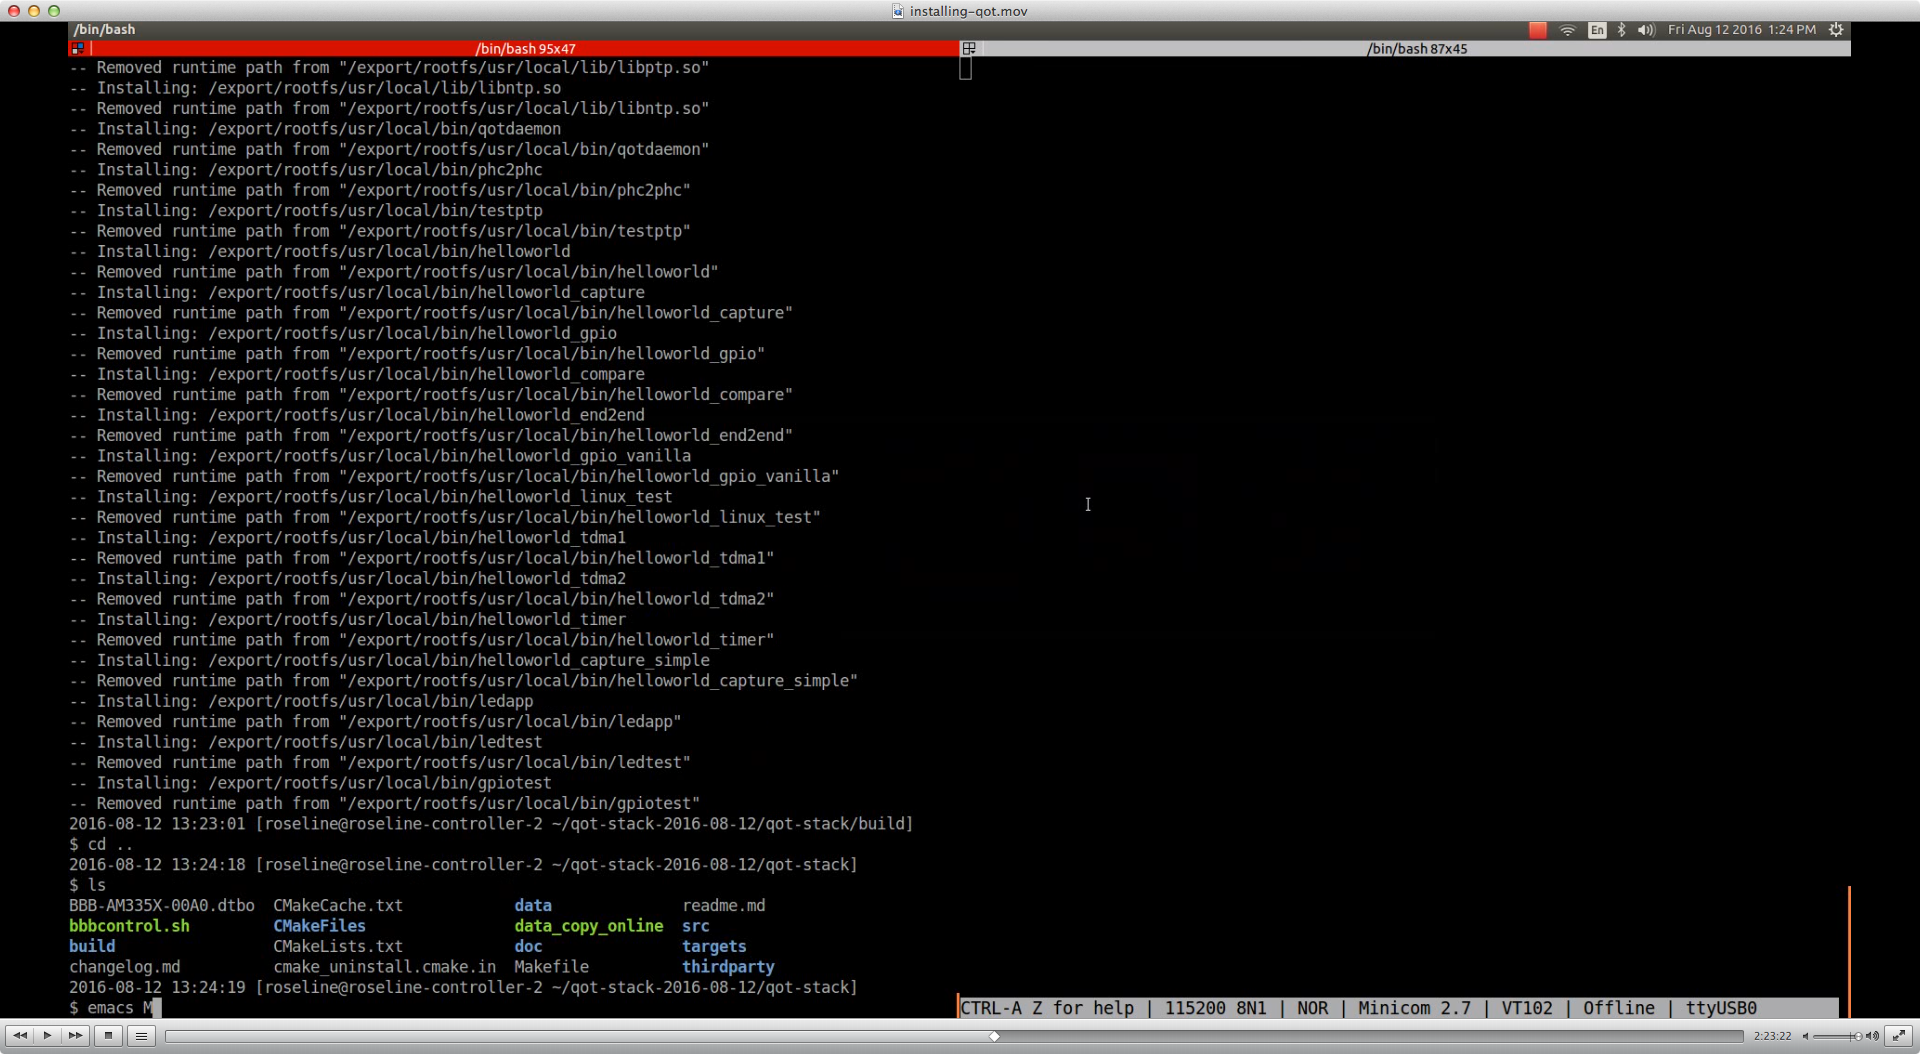 installing-qot.mov
/bin/bash
En
Fri Aug 12 2016 1:24 PM
/bin/bash 95x47
/bin/bash 87x45
-- Removed runtime path from "/export/rootfs/usr/local/lib/libptp.so"
-- Installing: /export/rootfs/usr/local/lib/libntp.so
-- Removed runtime path from "/export/rootfs/usr/local/lib/libntp.so"
-- Installing: /export/rootfs/usr/local/bin/qotdaemon
-- Removed runtime path from "/export/rootfs/usr/local/bin/qotdaemon"
-- Installing: /export/rootfs/usr/local/bin/phc2phc
-- Removed runtime path from "/export/rootfs/usr/local/bin/phc2phc"
-- Installing: /export/rootfs/usr/local/bin/testptp
-- Removed runtime path from "/export/rootfs/usr/local/bin/testptp"
-- Installing: /export/rootfs/usr/local/bin/helloworld
-- Removed runtime path from "/export/rootfs/usr/local/bin/helloworld"
-- Installing: /export/rootfs/usr/local/bin/helloworld_capture
-- Removed runtime path from "/export/rootfs/usr/local/bin/helloworld_capture"
-- Installing: /export/rootfs/usr/local/bin/helloworld_gpio
-- Removed runtime path from "/export/rootfs/usr/local/bin/helloworld_gpio"
-- Installing: /export/rootfs/usr/local/bin/helloworld_compare
-- Removed runtime path from "/export/rootfs/usr/local/bin/helloworld_compare"
-- Installing: /export/rootfs/usr/local/bin/helloworld_end2end
-- Removed runtime path from "/export/rootfs/usr/local/bin/helloworld_end2end"
-- Installing: /export/rootfs/usr/local/bin/helloworld_gpio_vanilla
-- Removed runtime path from "/export/rootfs/usr/local/bin/helloworld_gpio_vanilla"
-- Installing: /export/rootfs/usr/local/bin/helloworld_linux_test
-- Removed runtime path from "/export/rootfs/usr/local/bin/helloworld_linux_test"
-- Installing: /export/rootfs/usr/local/bin/helloworld_tdma1
-- Removed runtime path from "/export/rootfs/usr/local/bin/helloworld_tdma1"
-- Installing: /export/rootfs/usr/local/bin/helloworld_tdma2
-- Removed runtime path from "/export/rootfs/usr/local/bin/helloworld_tdma2"
-- Installing: /export/rootfs/usr/local/bin/helloworld_timer
-- Removed runtime path from "/export/rootfs/usr/local/bin/helloworld_timer"
-- Installing: /export/rootfs/usr/local/bin/helloworld_capture_simple
-- Removed runtime path from "/export/rootfs/usr/local/bin/helloworld_capture_simple"
-- Installing: /export/rootfs/usr/local/bin/ledapp
-- Removed runtime path from "/export/rootfs/usr/local/bin/ledapp"
-- Installing: /export/rootfs/usr/local/bin/ledtest
-- Removed runtime path from "/export/rootfs/usr/local/bin/ledtest"
-- Installing: /export/rootfs/usr/local/bin/gpiotest
-- Removed runtime path from "/export/rootfs/usr/local/bin/gpiotest"
2016-08-12 13:23:01 [roseline@roseline-controller-2 ~/qot-stack-2016-08-12/qot-stack/build]
$ cd ..
2016-08-12 13:24:18 [roseline@roseline-controller-2 ~/qot-stack-2016-08-12/qot-stack]
$ ls
BBB-AM335X-00A0.dtbo CMakeCache.txt data readme.md
bbbcontrol.sh CMakeFiles data_copy_online src
build CMakeLists.txt doc targets
changelog.md cmake_uninstall.cmake.in Makefile thirdparty
2016-08-12 13:24:19 [roseline@roseline-controller-2 ~/qot-stack-2016-08-12/qot-stack]
$ emacs M
CTRL-A Z for help | 115200 8N1 | NOR | Minicom 2.7 | VT102 | Offline | ttyUSB0
2:23:22